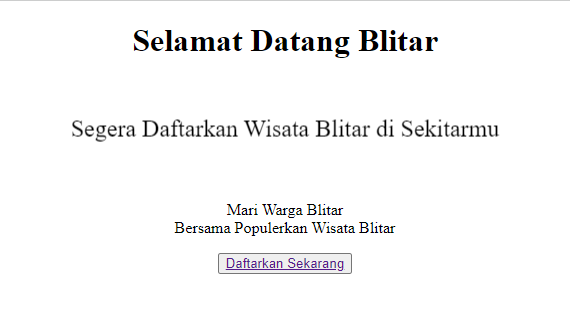 Selamat Datang Blitar
Segera Daftarkan Wisata Blitar di Sekitarmu
Mari Warga Blitar
Bersama Populerkan Wisata Blitar
Daftarkan Sekarang